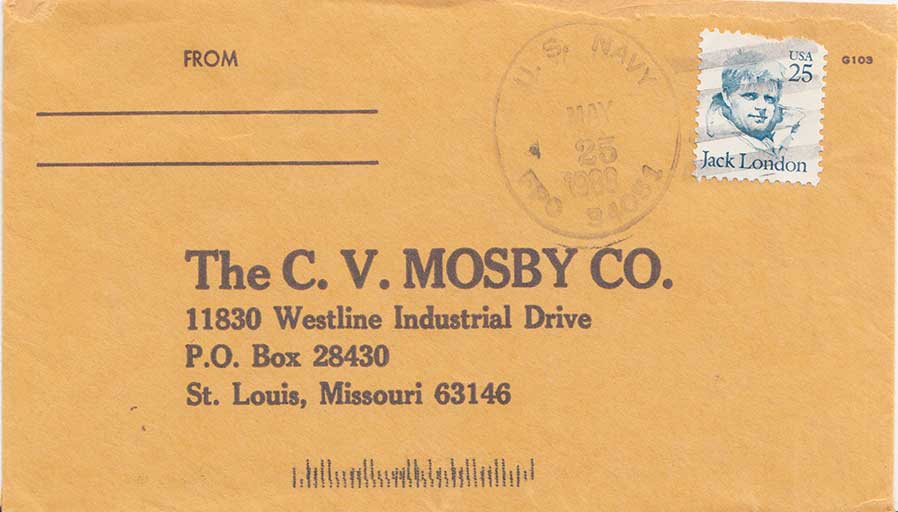 FROM
U. S. NAVY
MAY
25
FPO
USA
25
Jack London
G103
The C. V. MOSBY CO.
11830 Westline Industrial Drive
P.O. Box 28430
St. Louis, Missouri 63146